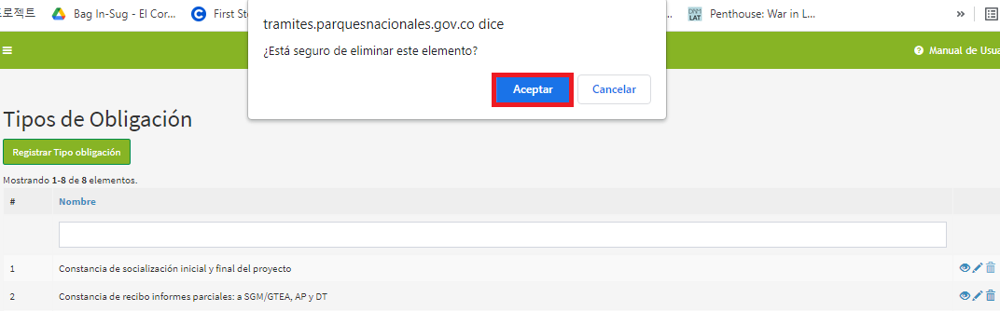 로젝트 Bag In-Sug - El Cor... First St ... Penthouse: War in L... »
tramites.parquesnacionales.gov.co dice
¿Está seguro de eliminar este elemento?
Aceptar Cancelar
Manual de Usua
Tipos de Obligación
Registrar Tipo obligación
Mostrando 1-8 de 8 elementos.
# Nombre
1 Constancia de socialización inicial y final del proyecto
2 Constancia de recibo informes parciales: a SGM/GTEA, AP y DT